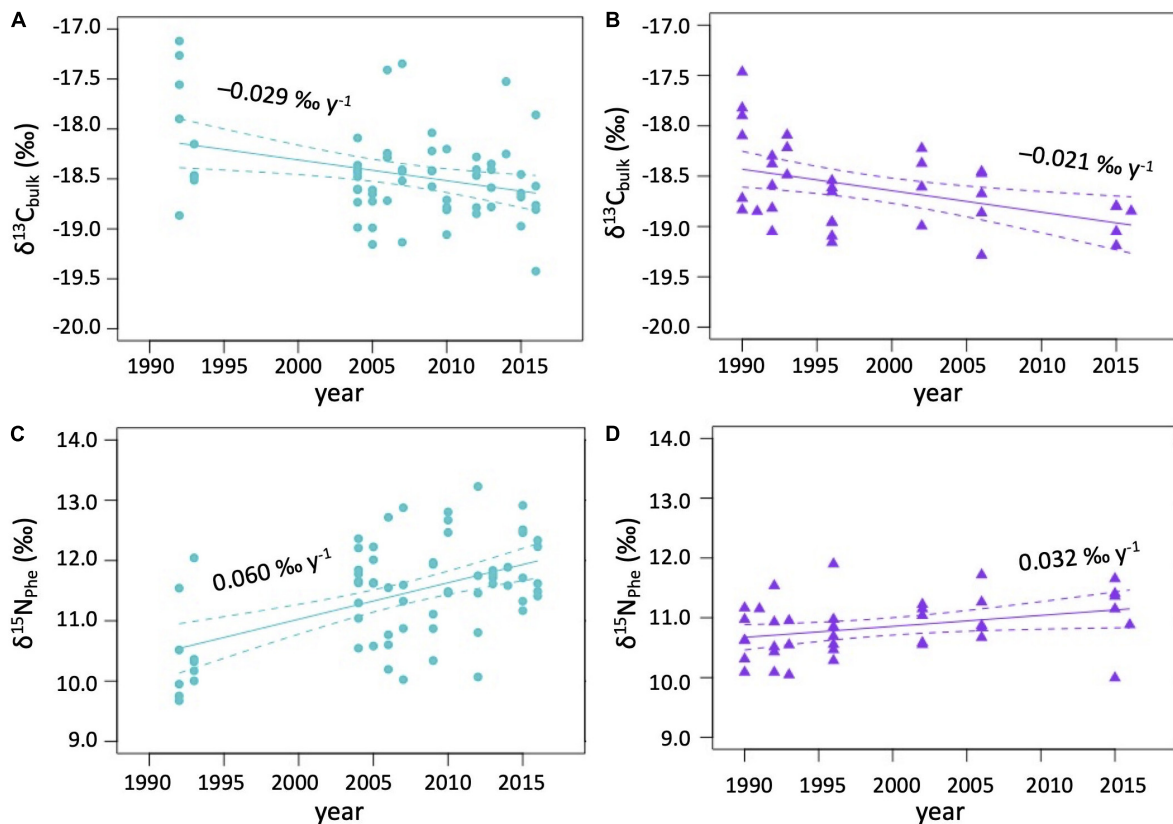 A
-17.0
-17.5
-18.0
-18.5
-19.0
-19.5
-20.0
δ¹³C_bulk (‰)
−0.029 ‰ y⁻¹
1990 1995 2000 2005 2010 2015
year
B
-17.0
-17.5
-18.0
-18.5
-19.0
-19.5
-20.0
δ¹³C_bulk (‰)
−0.021 ‰ y⁻¹
1990 1995 2000 2005 2010 2015
year
C
14.0
13.0
12.0
11.0
10.0
9.0
δ¹⁵N_Phe (‰)
0.060 ‰ y⁻¹
1990 1995 2000 2005 2010 2015
year
D
14.0
13.0
12.0
11.0
10.0
9.0
δ¹⁵N_Phe (‰)
0.032 ‰ y⁻¹
1990 1995 2000 2005 2010 2015
year